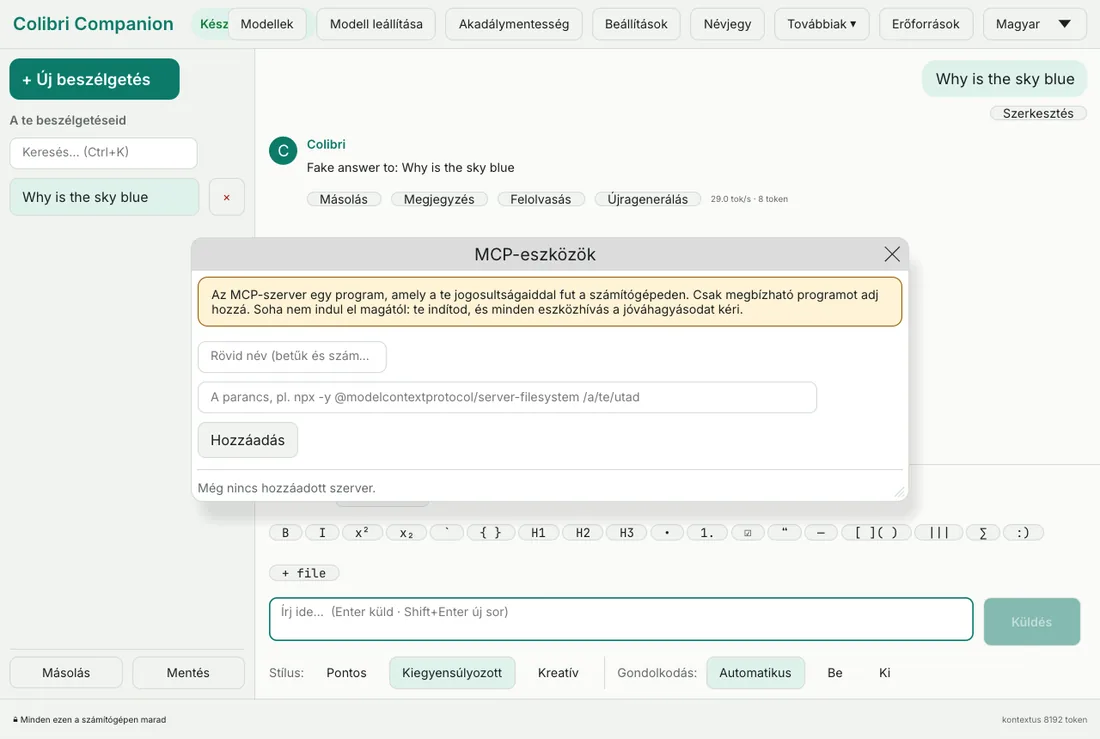 Colibri Companion
Kész
Modellek
Modell leállítása
Akadálymentesség
Beállítások
Névjegy
Továbbiak ▾
Erőforrások
Magyar
+ Új beszélgetés
A te beszélgetéseid
Keresés... (Ctrl+K)
Why is the sky blue
×
Why is the sky blue
Szerkesztés
C
Colibri
Fake answer to: Why is the sky blue
Másolás
Megjegyzés
Felolvasás
Újragenerálás
29.0 tok/s · 8 token
MCP-eszközök
Az MCP-szerver egy program, amely a te jogosultságaiddal fut a számítógépeden. Csak megbízható programot adj
hozzá. Soha nem indul el magától: te indítod, és minden eszközhívás a jóváhagyásodat kéri.
Rövid név (betűk és szám...
A parancs, pl. npx -y @modelcontextprotocol/server-filesystem /a/te/utad
Hozzáadás
Még nincs hozzáadott szerver.
B I x² x₂ ` { } H1 H2 H3 • 1. ☑ “ — [ ]( ) ||| ∑ :)
+ file
Írj ide... (Enter küld · Shift+Enter új sor)
Küldés
Másolás
Mentés
Stílus:
Pontos
Kiegyensúlyozott
Kreatív
Gondolkodás:
Automatikus
Be
Ki
Minden ezen a számítógépen marad
kontextus 8192 token